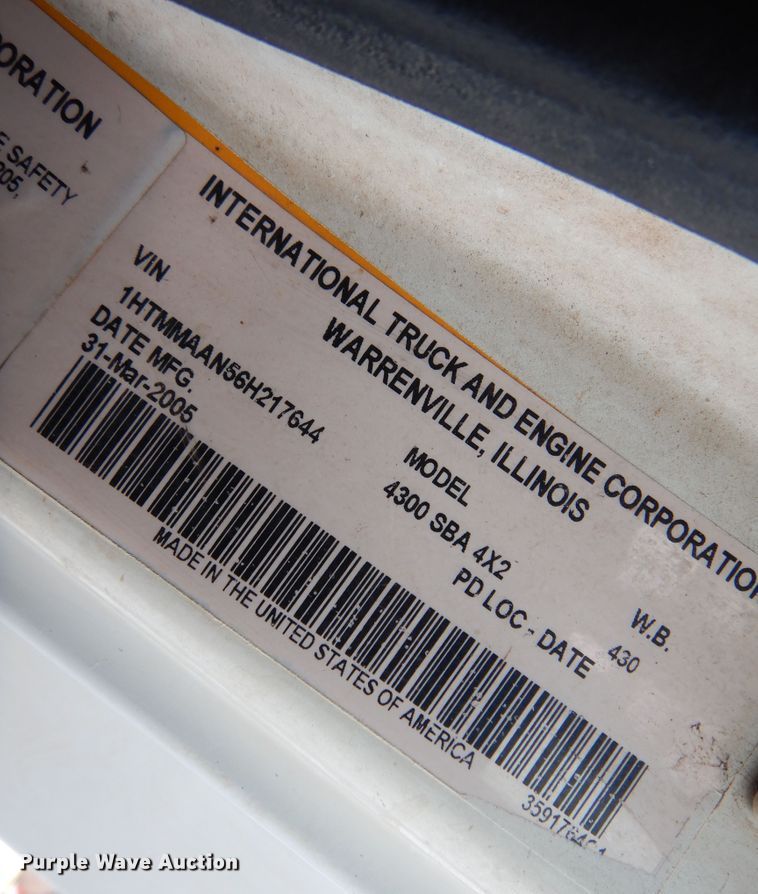 ORATION
E SAFETY
205,
INTERNATIONAL TRUCK AND ENGINE CORPORATION
WARRENVILLE, ILLINOIS
VIN
1HTMMAAN56H217644
MODEL
W.B.
DATE MFG.
4300 SBA 4X2
430
31-Mar-2005
PD LOC - DATE
MADE IN THE UNITED STATES OF AMERICA
Purple Wave Auction